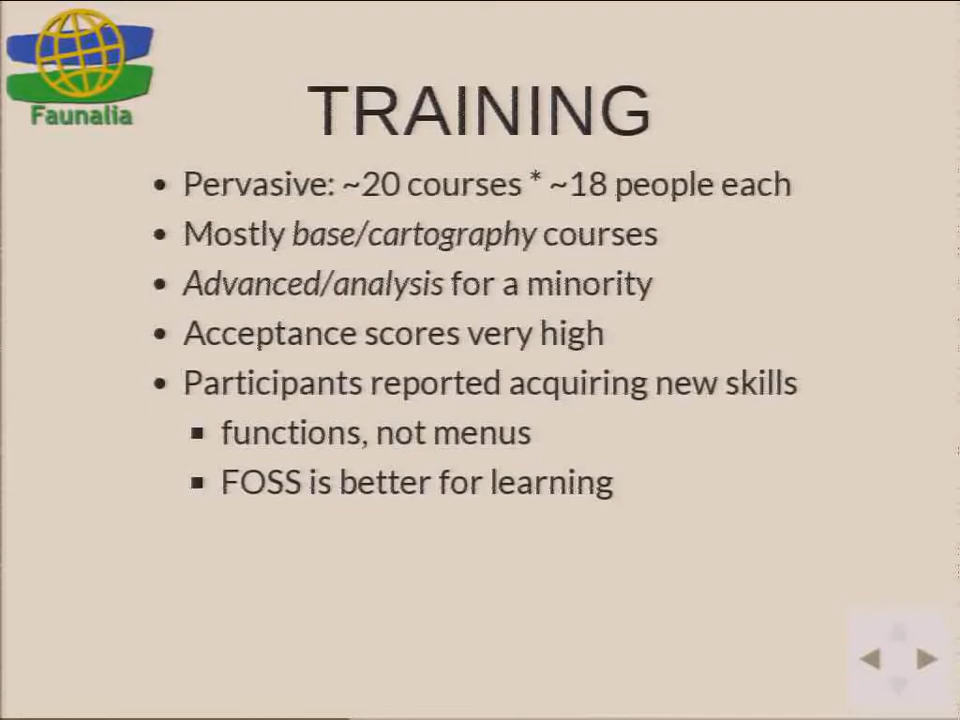 Faunalia
TRAINING
• Pervasive: ~20 courses * ~18 people each
• Mostly base/cartography courses
• Advanced/analysis for a minority
• Acceptance scores very high
• Participants reported acquiring new skills
▪ functions, not menus
▪ FOSS is better for learning